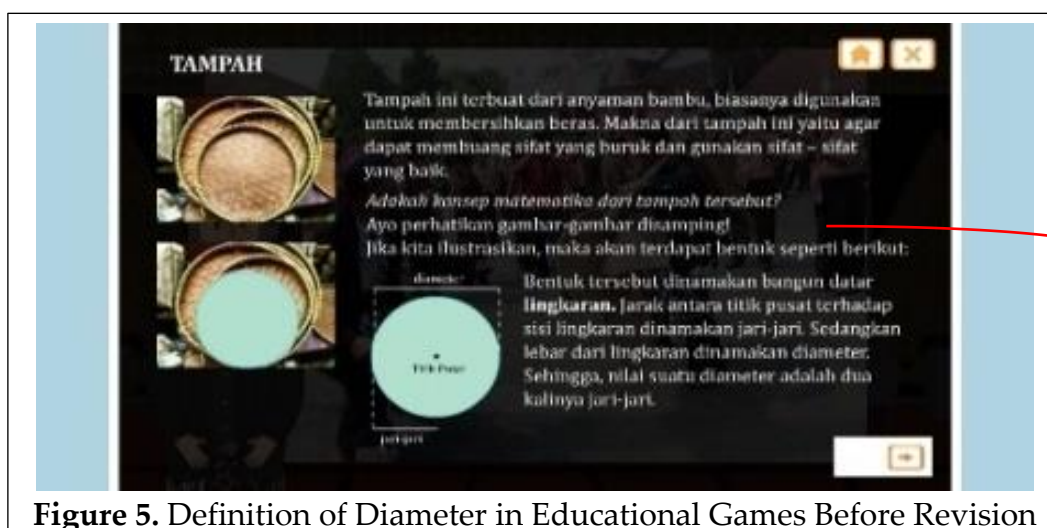 TAMPAH
Tampah ini terbuat dari anyaman bambu, biasanya digunakan
untuk membersihkan beras. Makna dari tampah ini yaitu agar
dapat membuang sifat yang buruk dan gunakan sifat – sifat
yang baik.
Adakah konsep matematika dari tampah tersebut?
Ayo perhatikan gambar-gambar disamping!
Jika kita ilustrasikan, maka akan terdapat bentuk seperti berikut:
diameter
Titik Pusat
jari-jari
Bentuk tersebut dinamakan bangun datar
lingkaran. Jarak antara titik pusat terhadap
sisi lingkaran dinamakan jari-jari. Sedangkan
lebar dari lingkaran dinamakan diameter.
Sehingga, nilai suatu diameter adalah dua
kalinya jari-jari.
Figure 5. Definition of Diameter in Educational Games Before Revision